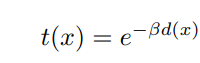 t(x) = e^{-βd(x)}